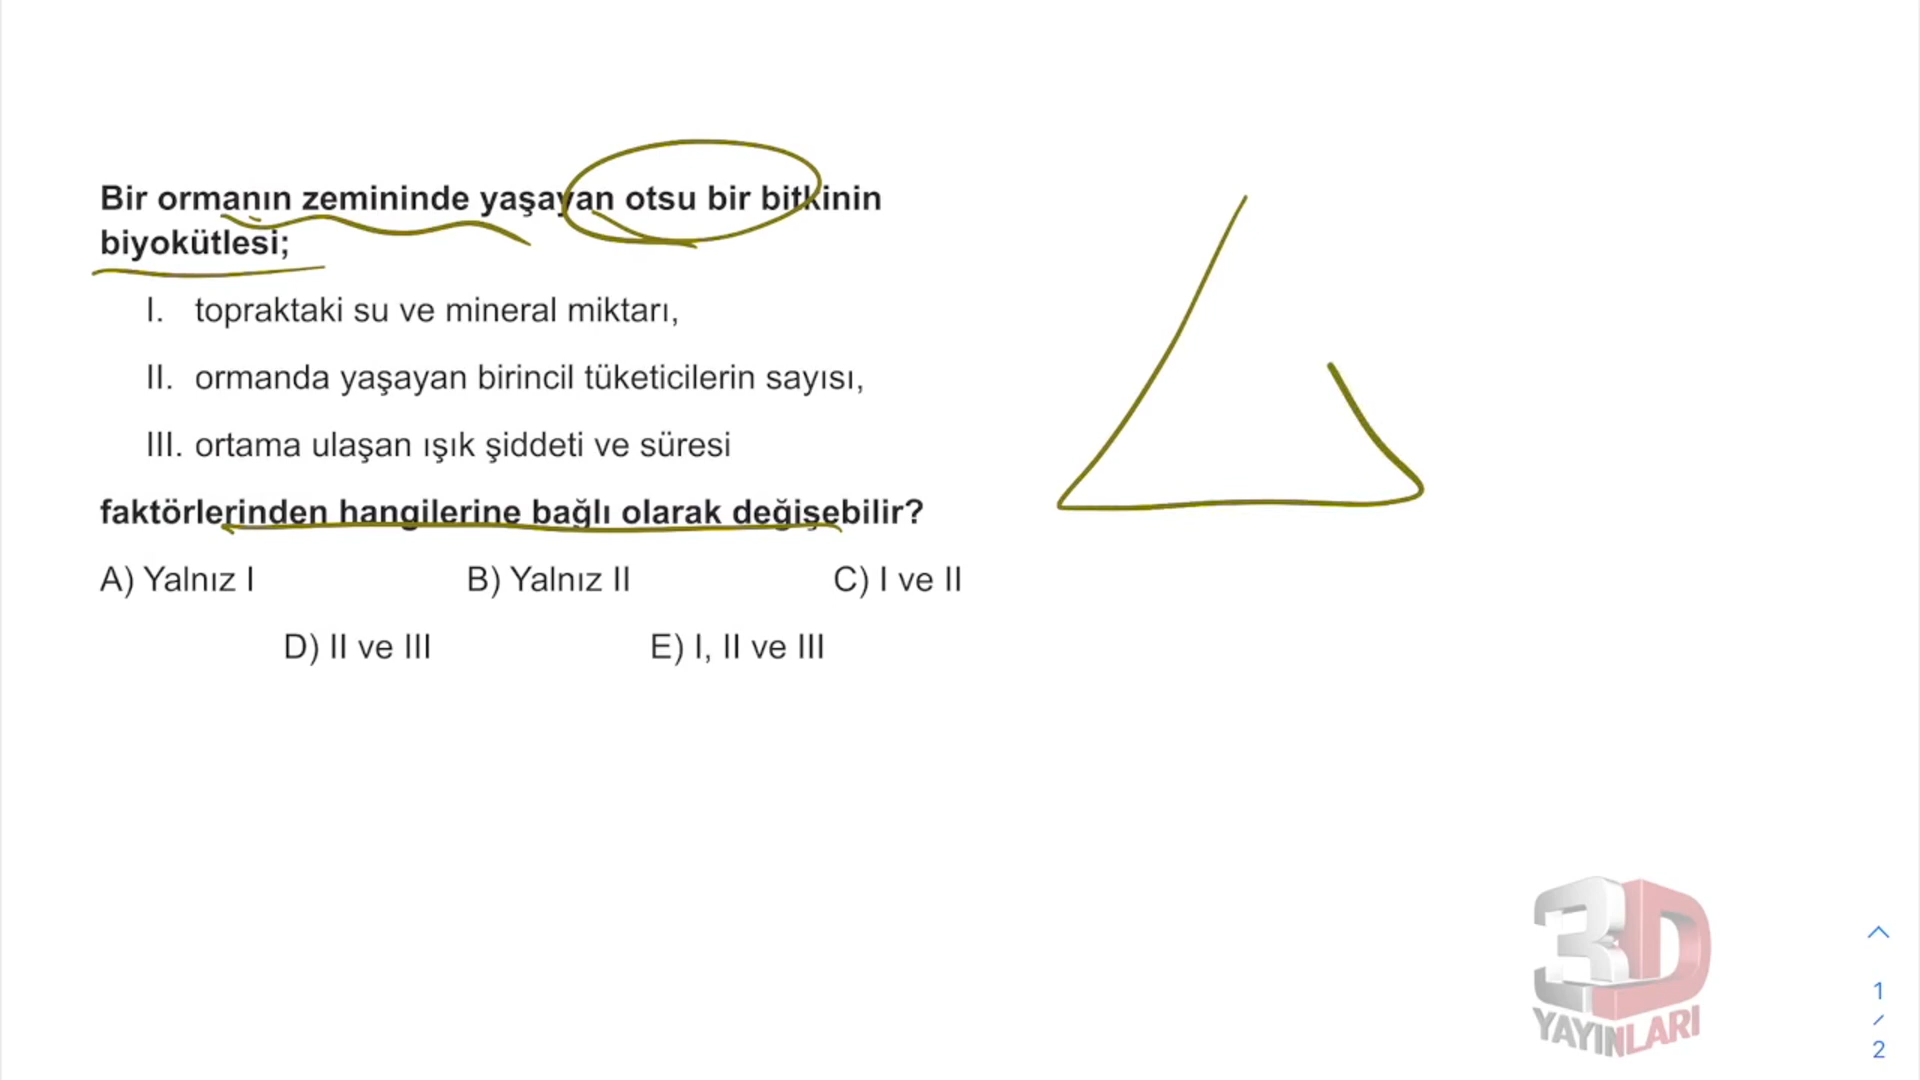 Bir ormanın zemininde yaşayan otsu bir bitkinin
biyokütlesi;
I. topraktaki su ve mineral miktarı,
II. ormanda yaşayan birincil tüketicilerin sayısı,
III. ortama ulaşan ışık şiddeti ve süresi
faktörlerinden hangilerine bağlı olarak değişebilir?
A) Yalnız I B) Yalnız II C) I ve II
D) II ve III E) I, II ve III
3D
YAYINLARI
1
/
2